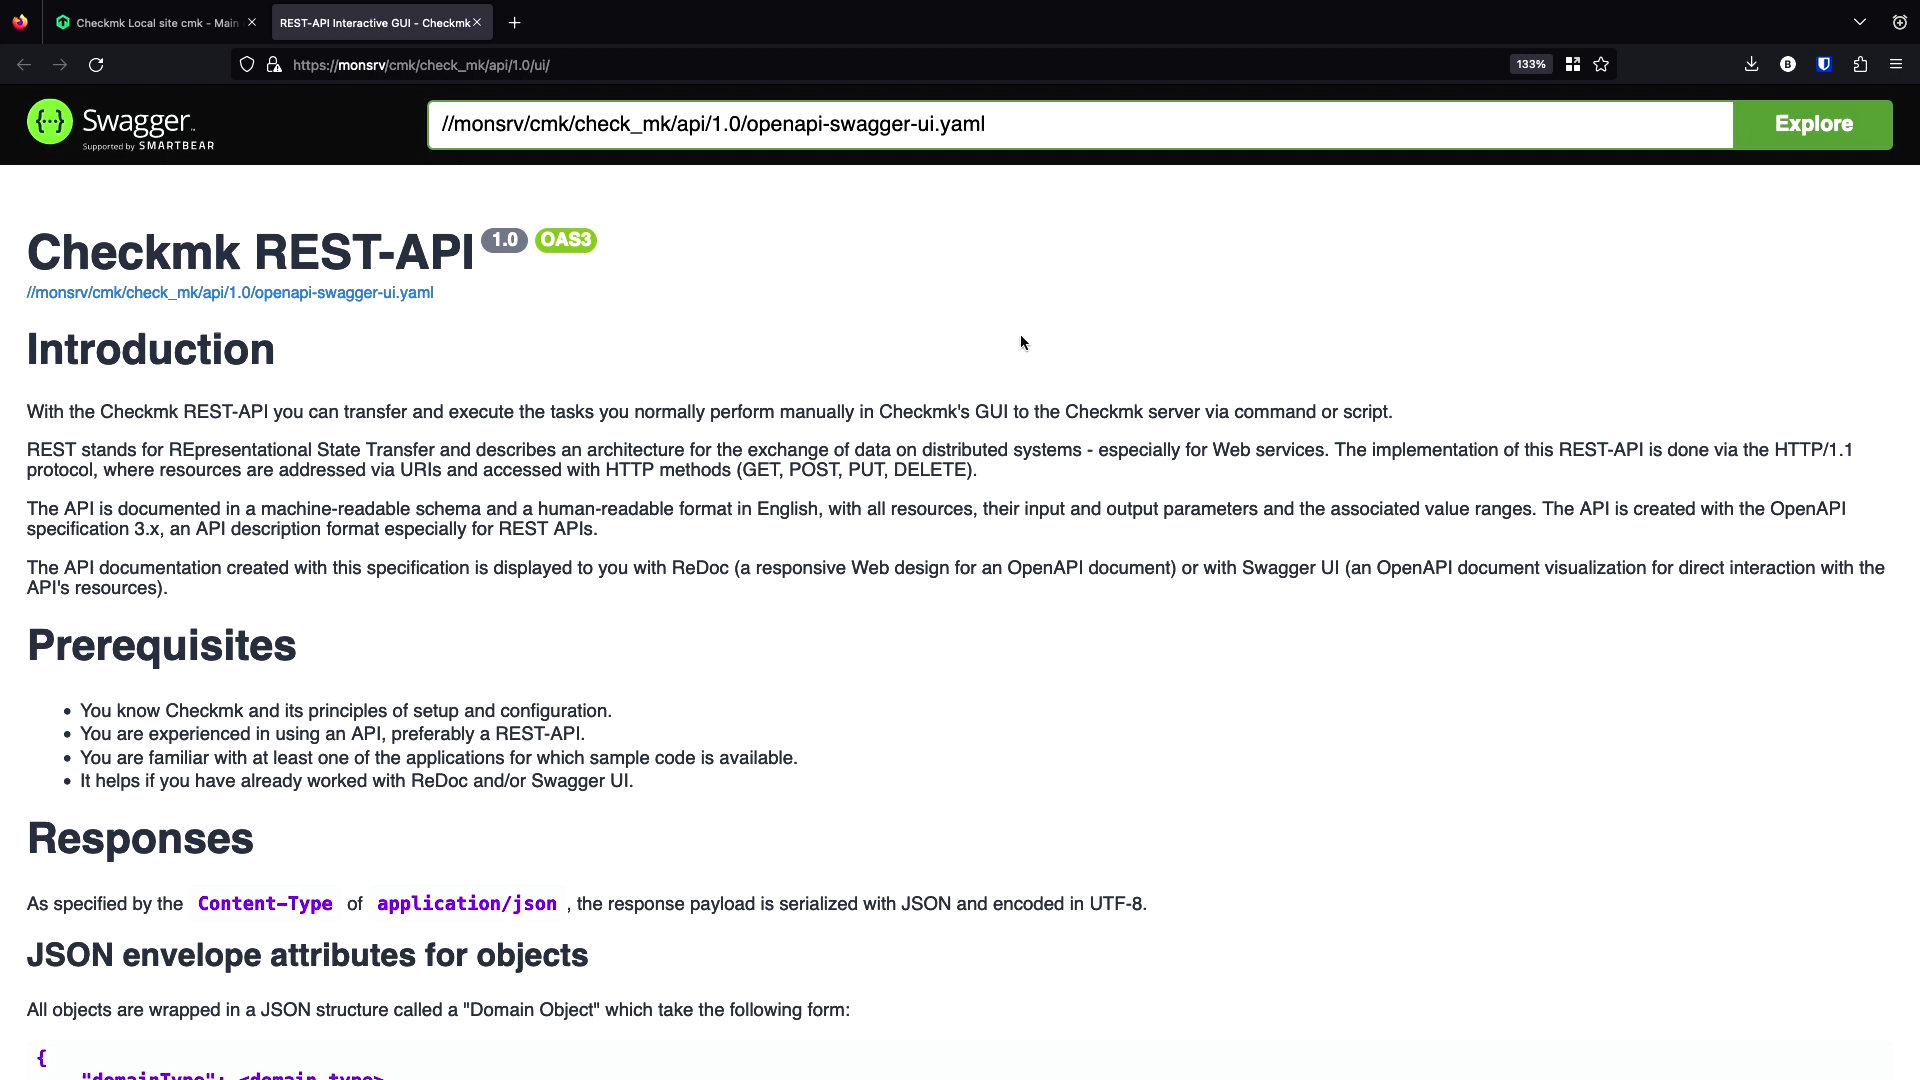 Checkmk Local site cmk - Main
REST-API Interactive GUI - Checkmk
https://monsrv/cmk/check_mk/api/1.0/ui/
133%
B
{···}
Swagger™
Supported by SMARTBEAR
//monsrv/cmk/check_mk/api/1.0/openapi-swagger-ui.yaml
Explore
Checkmk REST-API 1.0 OAS3
//monsrv/cmk/check_mk/api/1.0/openapi-swagger-ui.yaml
Introduction
With the Checkmk REST-API you can transfer and execute the tasks you normally perform manually in Checkmk's GUI to the Checkmk server via command or script.
REST stands for REpresentational State Transfer and describes an architecture for the exchange of data on distributed systems - especially for Web services. The implementation of this REST-API is done via the HTTP/1.1
protocol, where resources are addressed via URIs and accessed with HTTP methods (GET, POST, PUT, DELETE).
The API is documented in a machine-readable schema and a human-readable format in English, with all resources, their input and output parameters and the associated value ranges. The API is created with the OpenAPI
specification 3.x, an API description format especially for REST APIs.
The API documentation created with this specification is displayed to you with ReDoc (a responsive Web design for an OpenAPI document) or with Swagger UI (an OpenAPI document visualization for direct interaction with the
API's resources).
Prerequisites
• You know Checkmk and its principles of setup and configuration.
• You are experienced in using an API, preferably a REST-API.
• You are familiar with at least one of the applications for which sample code is available.
• It helps if you have already worked with ReDoc and/or Swagger UI.
Responses
As specified by the Content-Type of application/json , the response payload is serialized with JSON and encoded in UTF-8.
JSON envelope attributes for objects
All objects are wrapped in a JSON structure called a "Domain Object" which take the following form:
{
"domainType": <domain type>